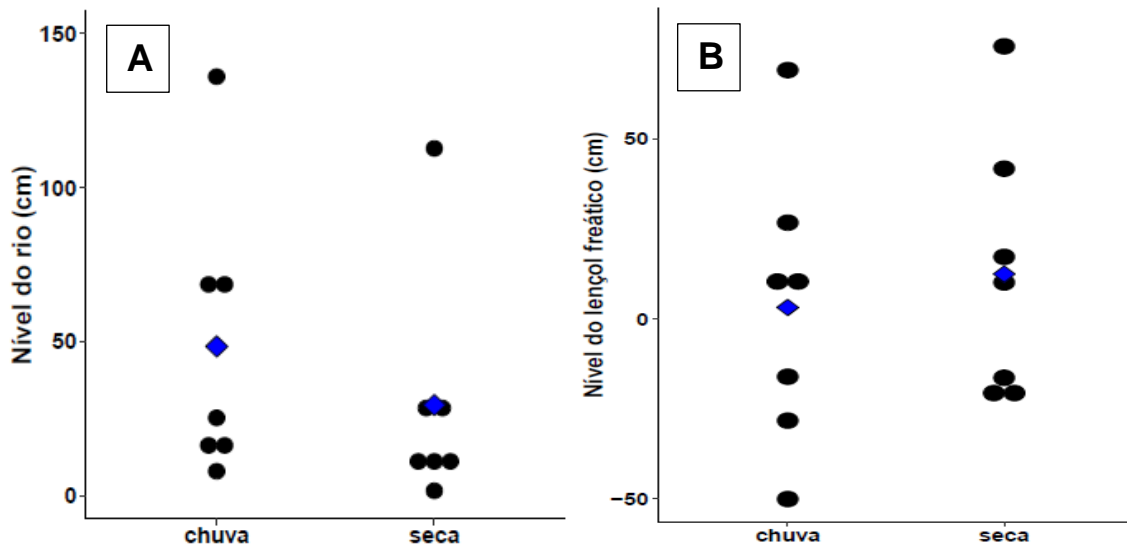 A
Nível do rio (cm)
150
100
50
0
chuva
seca
B
Nível do lençol freático (cm)
50
0
−50
chuva
seca